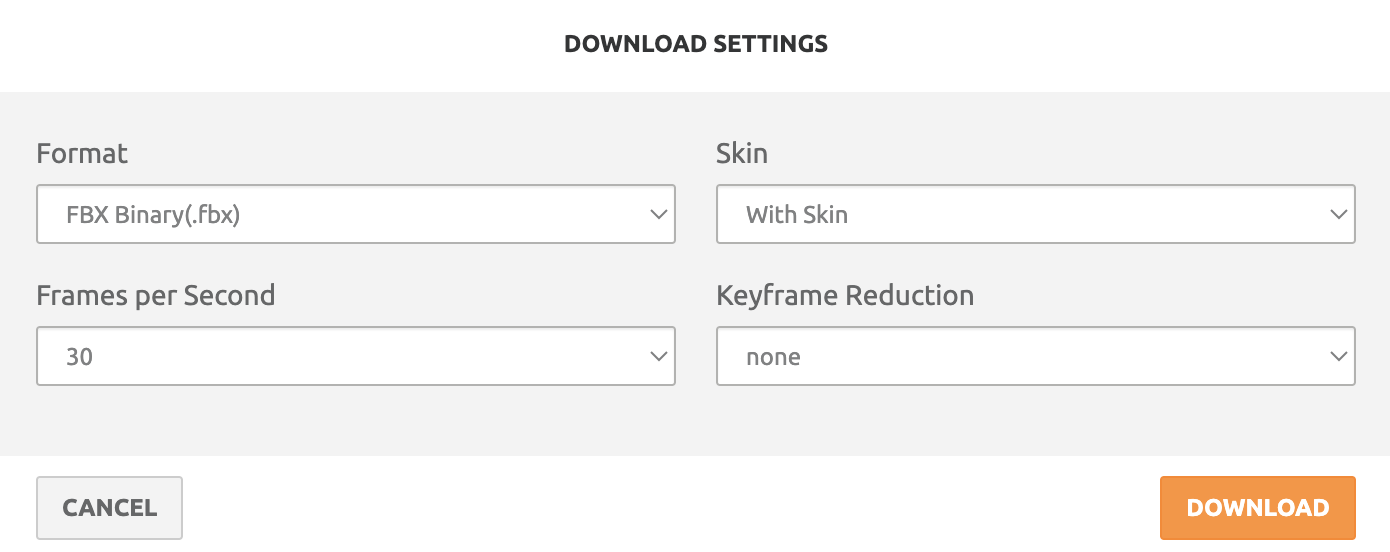 DOWNLOAD SETTINGS
Format
Skin
FBX Binary(.fbx)
With Skin
Frames per Second
Keyframe Reduction
30
none
CANCEL
DOWNLOAD